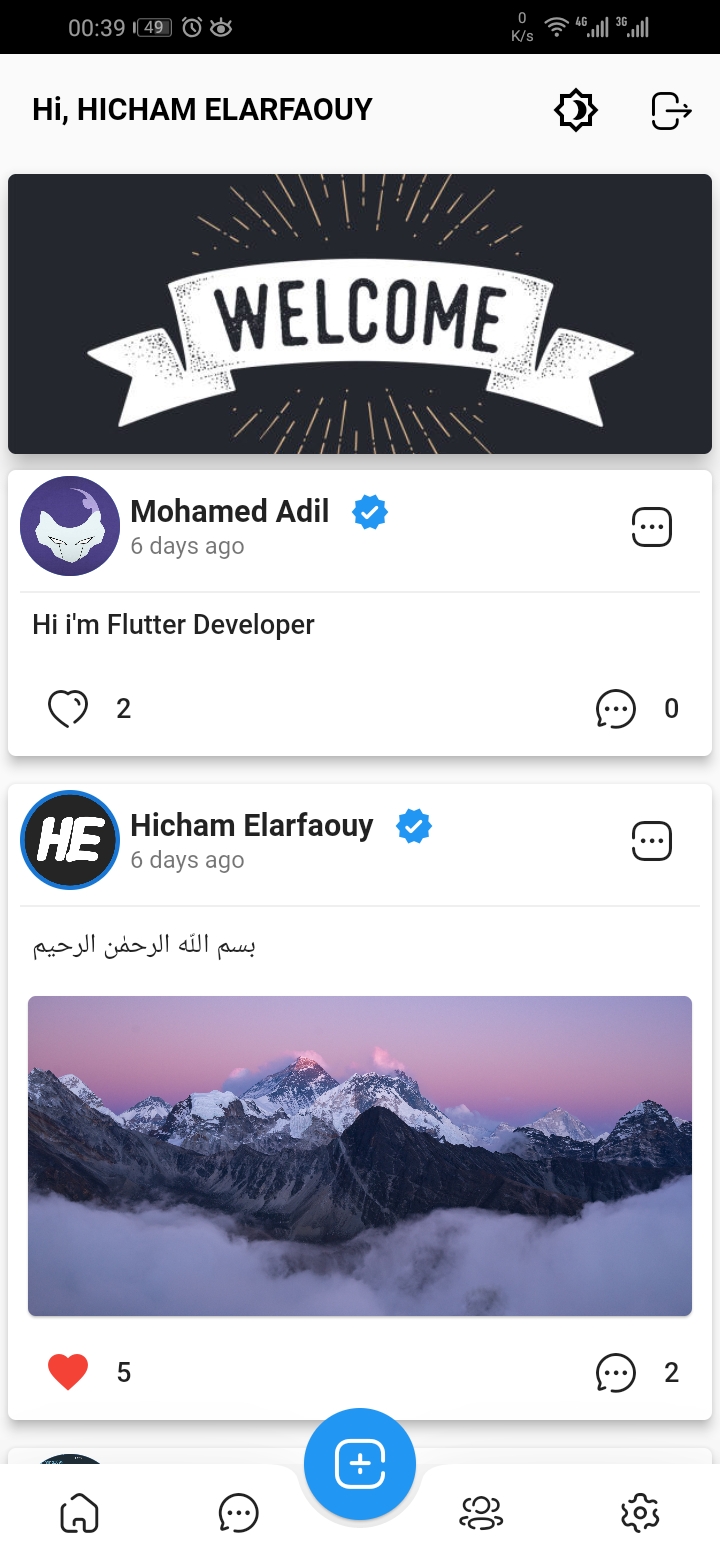 00:39 49 0 K/s 4G 3G
Hi, HICHAM ELARFAOUY
WELCOME
Mohamed Adil
6 days ago
Hi i'm Flutter Developer
2 0
HE
Hicham Elarfaouy
6 days ago
بسم الله الرحمٰن الرحيم
5 2